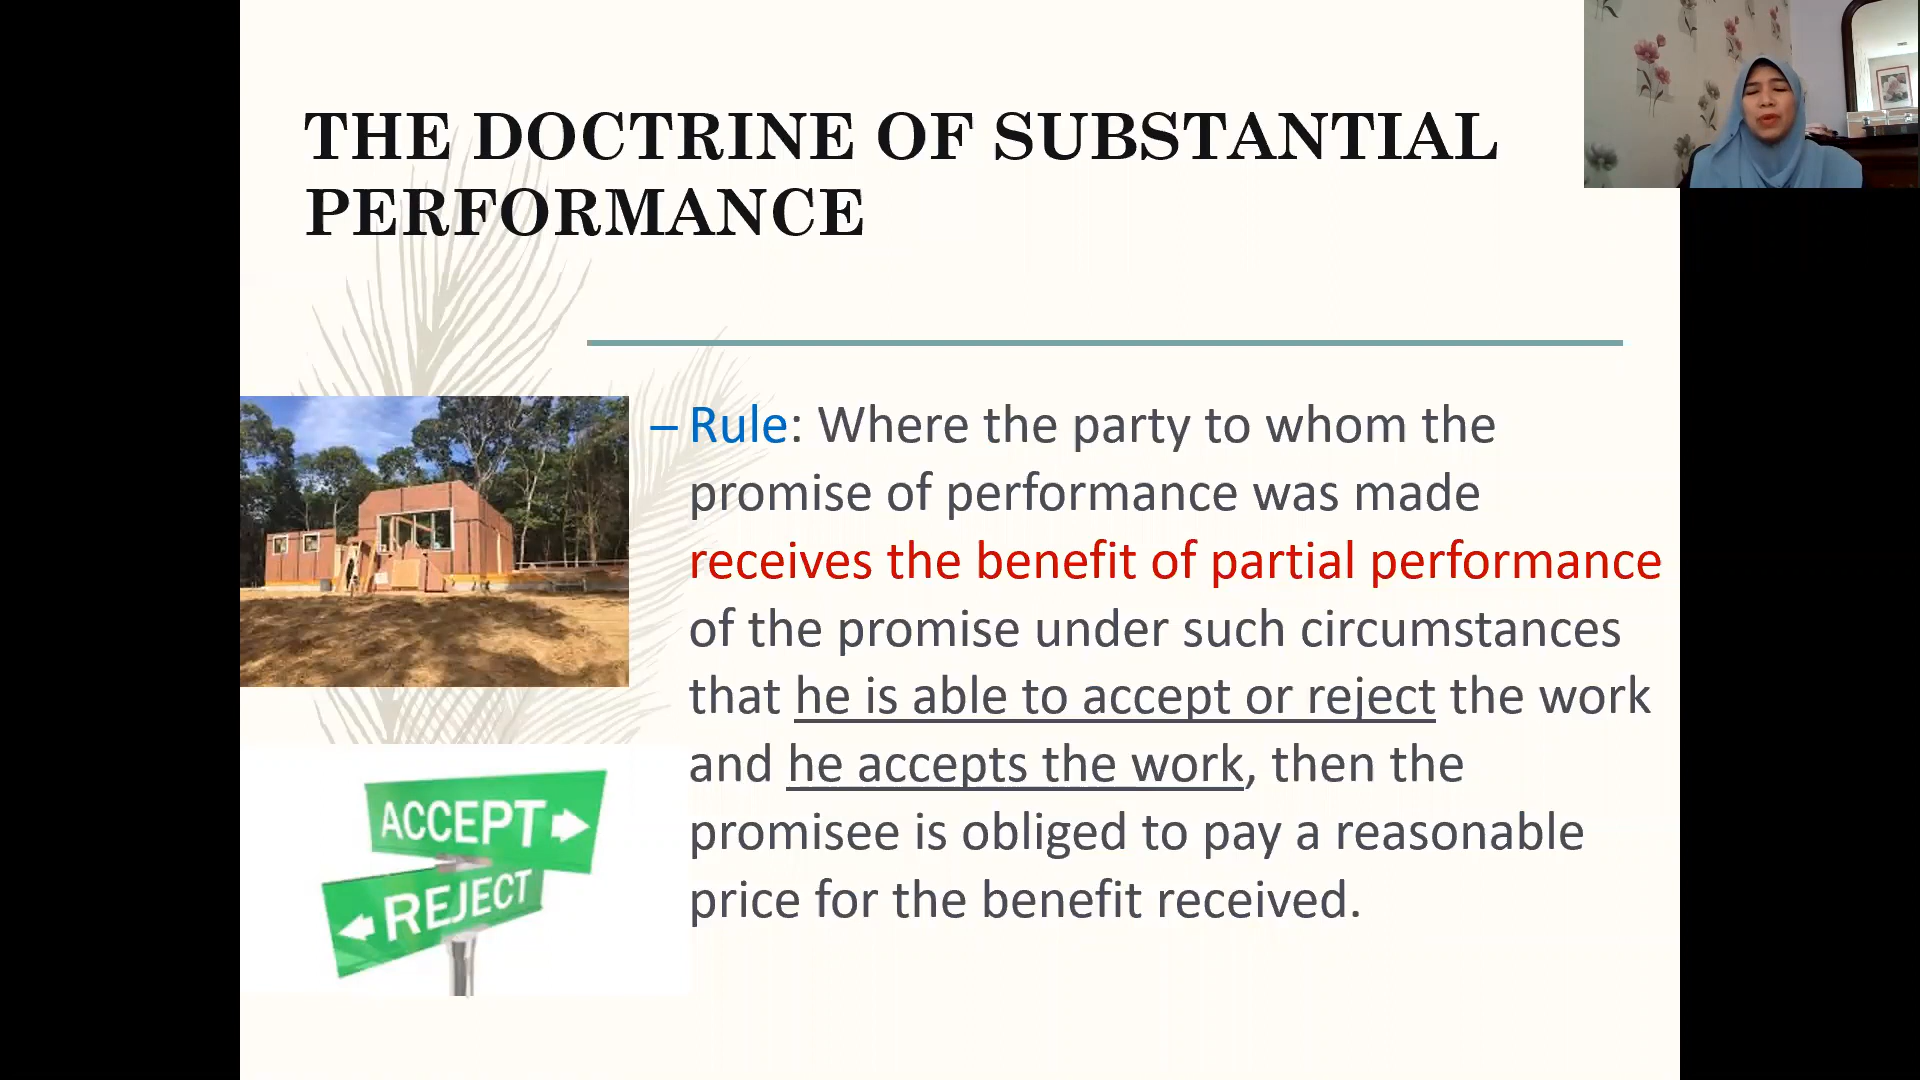 THE DOCTRINE OF SUBSTANTIAL
PERFORMANCE
– Rule: Where the party to whom the
promise of performance was made
receives the benefit of partial performance
of the promise under such circumstances
that he is able to accept or reject the work
and he accepts the work, then the
promisee is obliged to pay a reasonable
price for the benefit received.
ACCEPT
REJECT